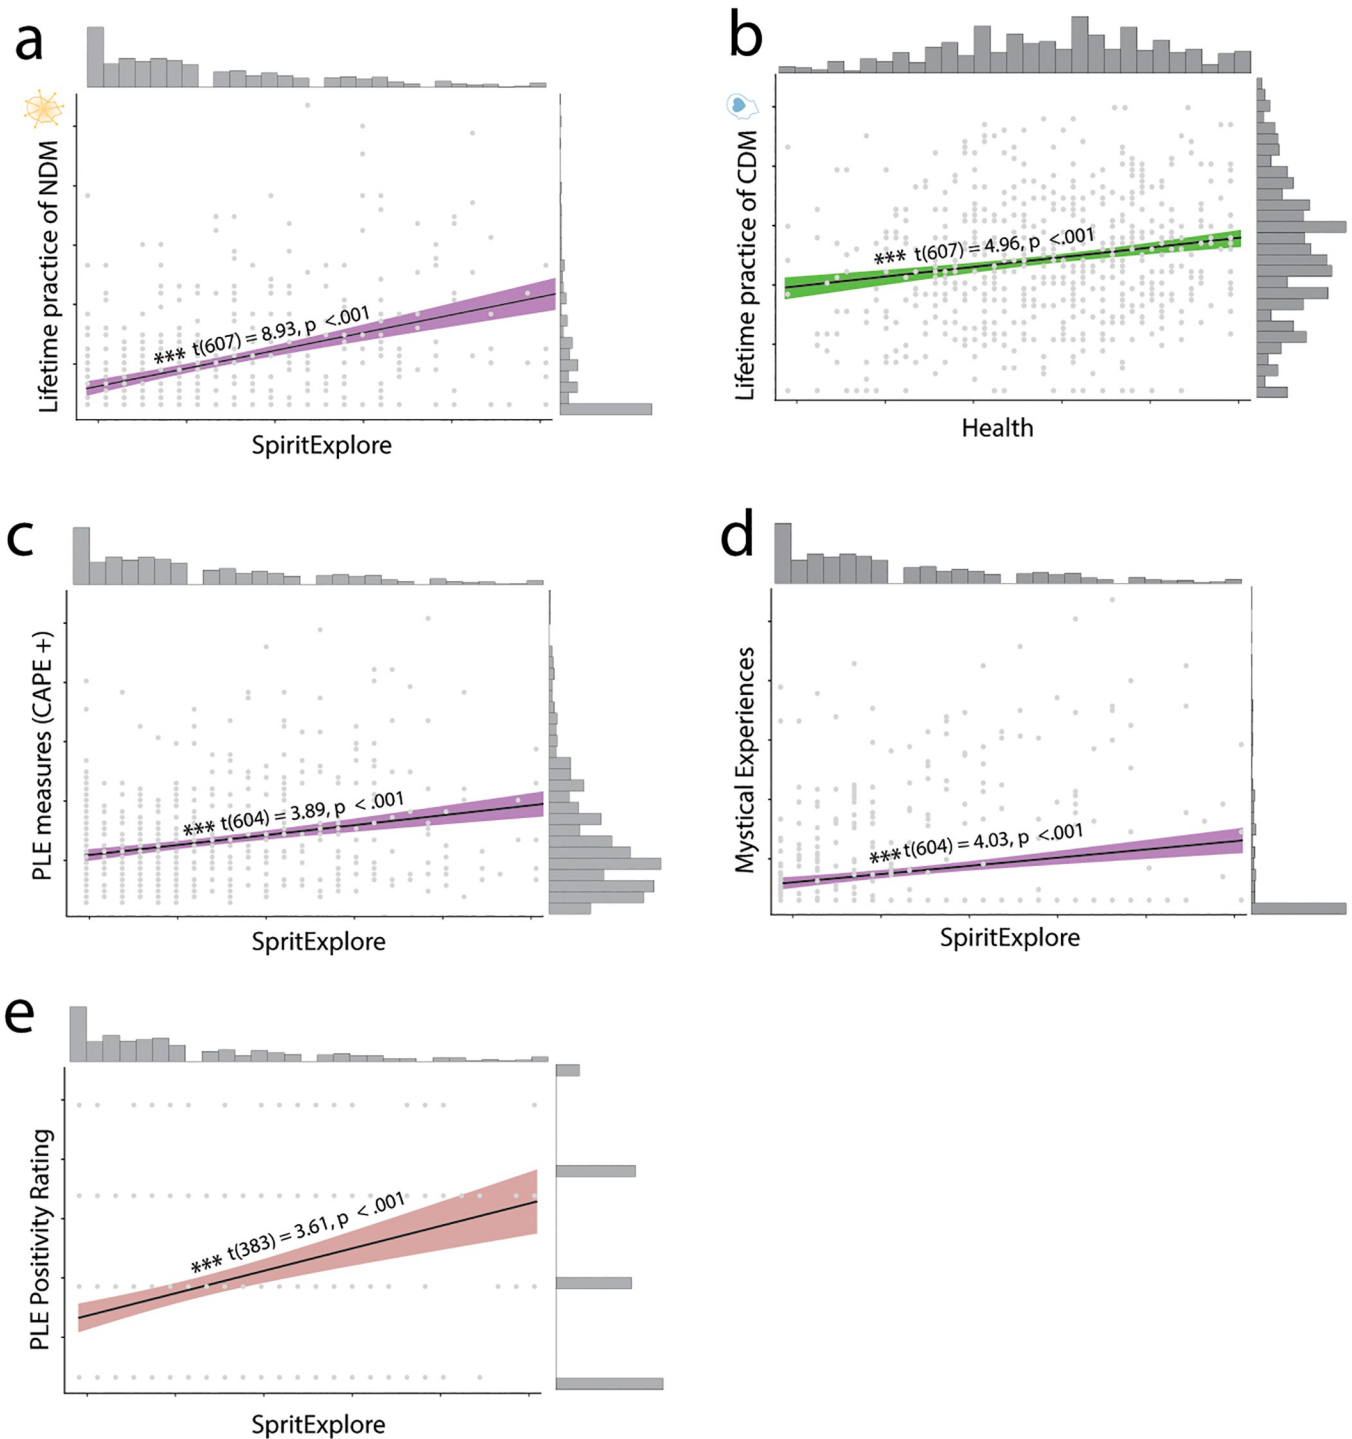 a
Lifetime practice of NDM
*** t(607) = 8.93, p <.001
SpiritExplore
b
Lifetime practice of CDM
*** t(607) = 4.96, p <.001
Health
c
PLE measures (CAPE +)
*** t(604) = 3.89, p < .001
SpritExplore
d
Mystical Experiences
*** t(604) = 4.03, p <.001
SpiritExplore
e
PLE Positivity Rating
*** t(383) = 3.61, p < .001
SpritExplore